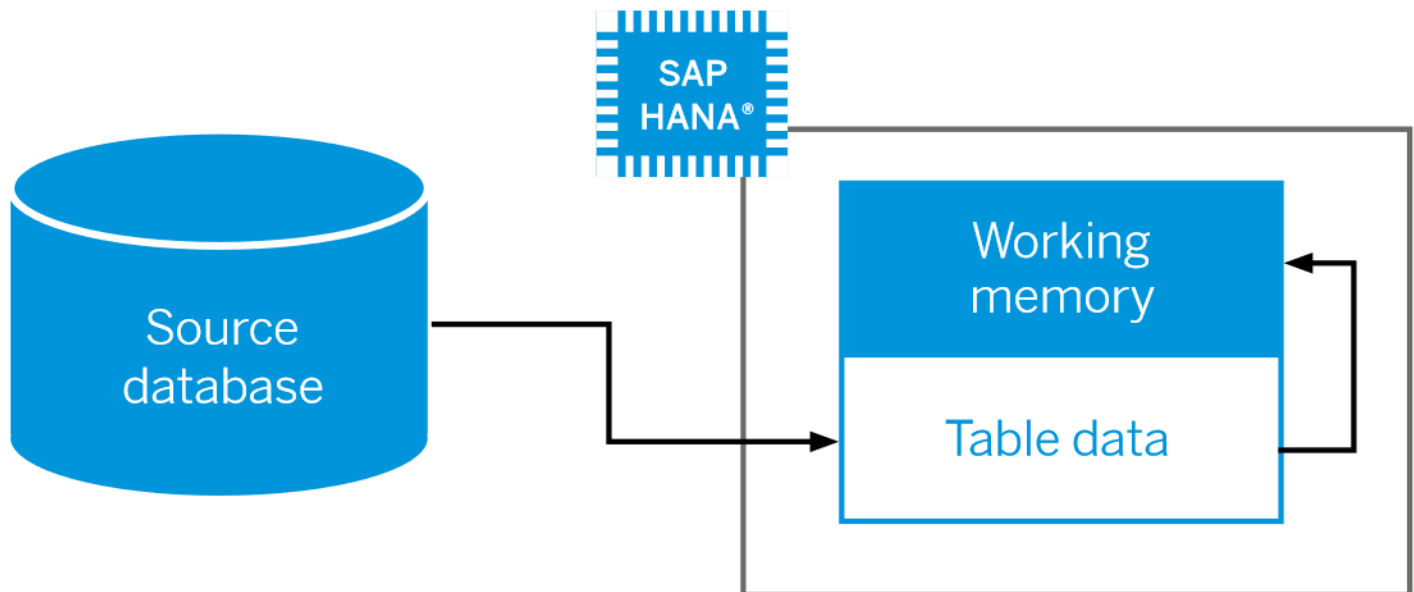 SAP
HANA®
Source
database
Working
memory
Table data